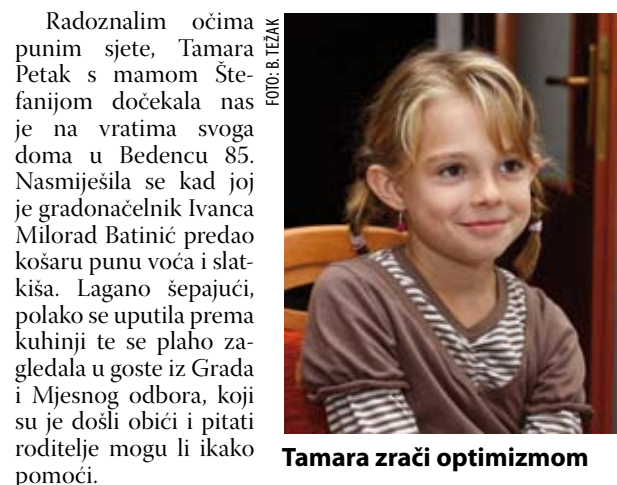 Radoznalim očima
punim sjete, Tamara
Petak s mamom Šte-
fanijom dočekala nas
je na vratima svoga
doma u Bedencu 85.
Nasmiješila se kad joj
je gradonačelnik Ivanca
Milorad Batinić predao
košaru punu voća i slat-
kiša. Lagano šepajući,
polako se uputila prema
kuhinji te se plaho za-
gledala u goste iz Grada
i Mjesnog odbora, koji
su je došli obići i pitati
roditelje mogu li ikako
pomoći.
FOTO: B. TEŽAK
Tamara zrači optimizmom